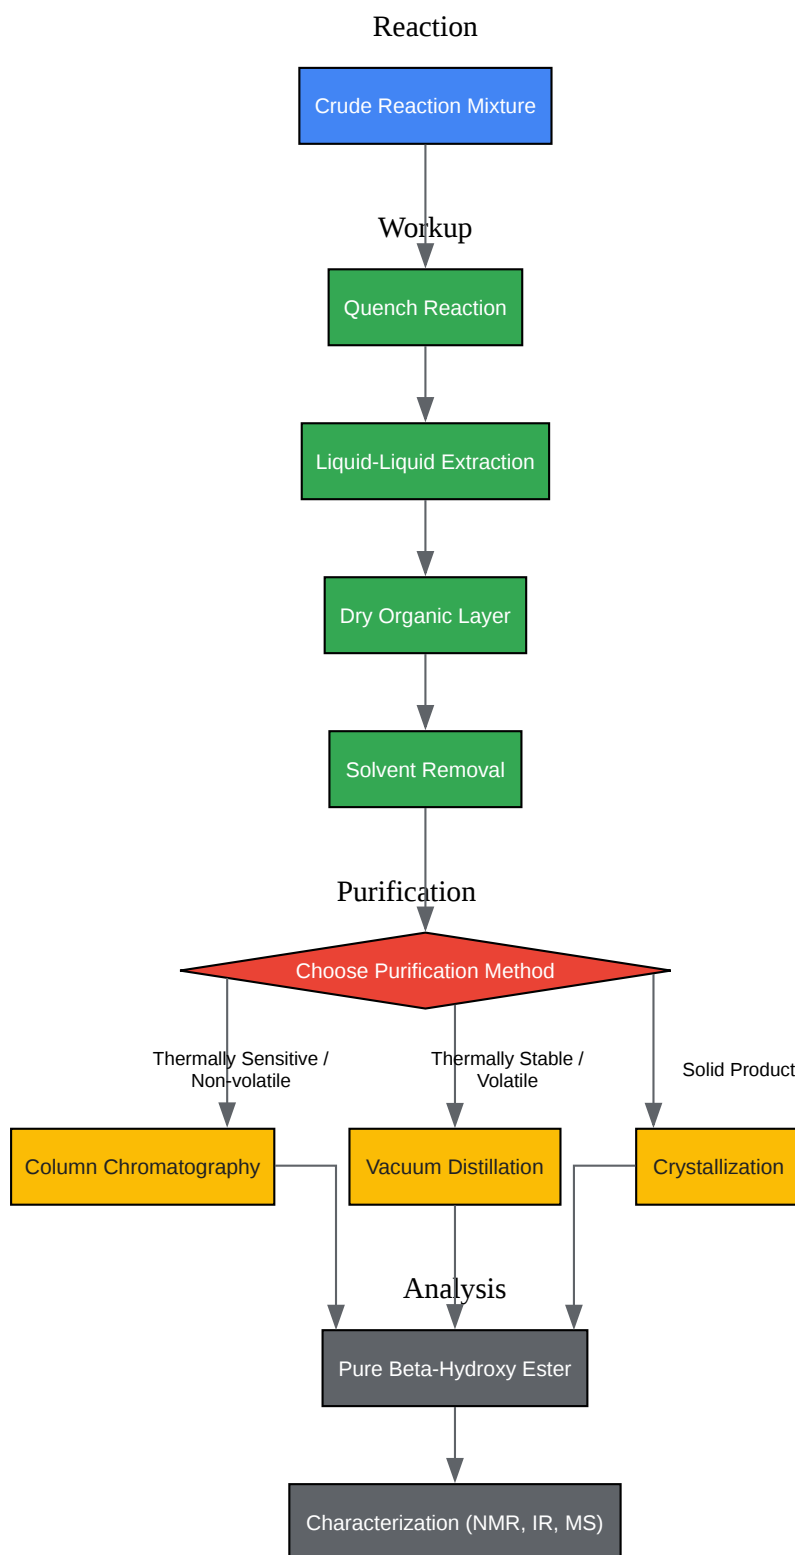 Reaction
Crude Reaction Mixture
Workup
Quench Reaction
Liquid-Liquid Extraction
Dry Organic Layer
Solvent Removal
Purification
Choose Purification Method
Thermally Sensitive /
Non-volatile
Thermally Stable /
Volatile
Solid Product
Column Chromatography
Vacuum Distillation
Crystallization
Analysis
Pure Beta-Hydroxy Ester
Characterization (NMR, IR, MS)